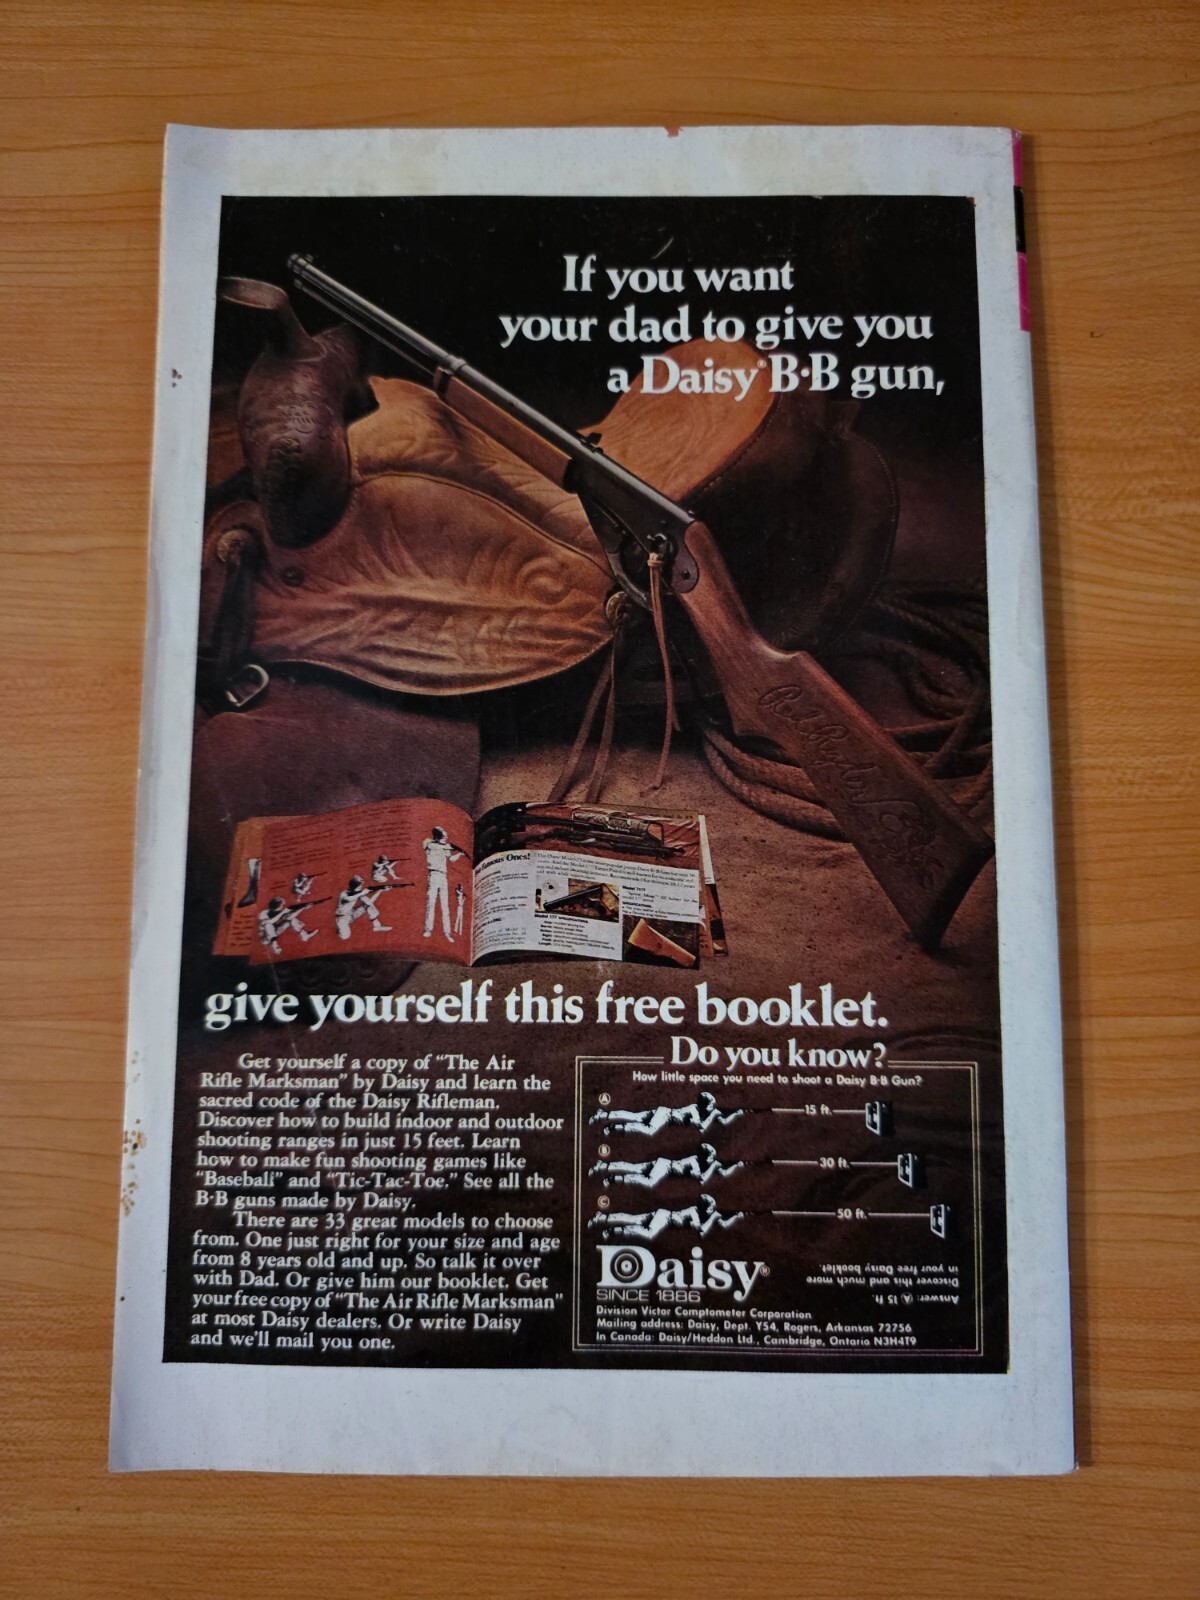 If you want
your dad to give you
a Daisy® B·B gun,
Red Ryder
Famous Ones!
give yourself this free booklet.
Get yourself a copy of “The Air
Rifle Marksman” by Daisy and learn the
sacred code of the Daisy Rifleman.
Discover how to build indoor and outdoor
shooting ranges in just 15 feet. Learn
how to make fun shooting games like
“Baseball” and “Tic-Tac-Toe.” See all the
B·B guns made by Daisy.
There are 33 great models to choose
from. One just right for your size and age
from 8 years old and up. So talk it over
with Dad. Or give him our booklet. Get
your free copy of “The Air Rifle Marksman”
at most Daisy dealers. Or write Daisy
and we’ll mail you one.
Do you know?
How little space you need to shoot a Daisy B·B Gun?
Ⓐ 15 ft.
Ⓑ 30 ft.
Ⓒ 50 ft.
Answer: Ⓐ 15 ft.
Discover this and much more
in your free Daisy booklet.
Daisy®
SINCE 1886
Division Victor Comptometer Corporation
Mailing address: Daisy, Dept. Y54, Rogers, Arkansas 72756
In Canada: Daisy/Heddon Ltd., Cambridge, Ontario N3H4T9